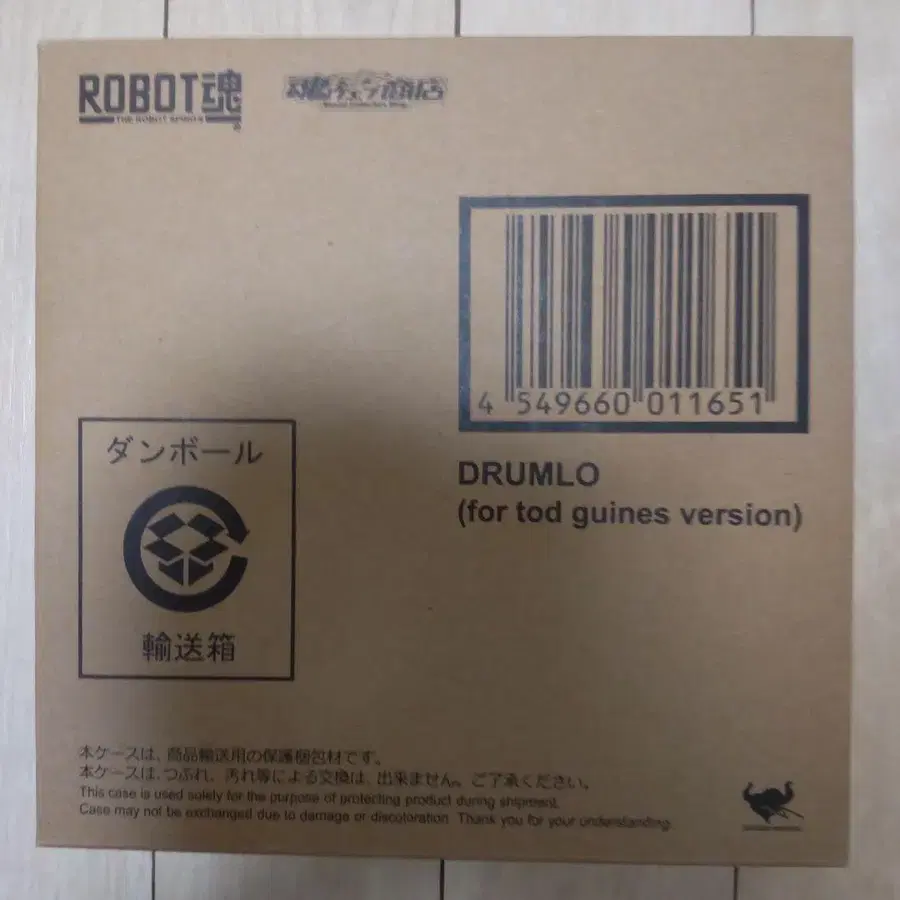 ROBOT魂
THE ROBOT SPIRITS
魂ウェブ商店
4 549660 011651
DRUMLO
(for tod guines version)
ダンボール
輸送箱
本ケースは、商品輸送用の保護梱包材です。
本ケースは、つぶれ、汚れ等による交換は、出来ません。ご了承ください。
This case is used solely for the purpose of protecting product during shipment.
Case may not be exchanged due to damage or discoloration. Thank you for your understanding.